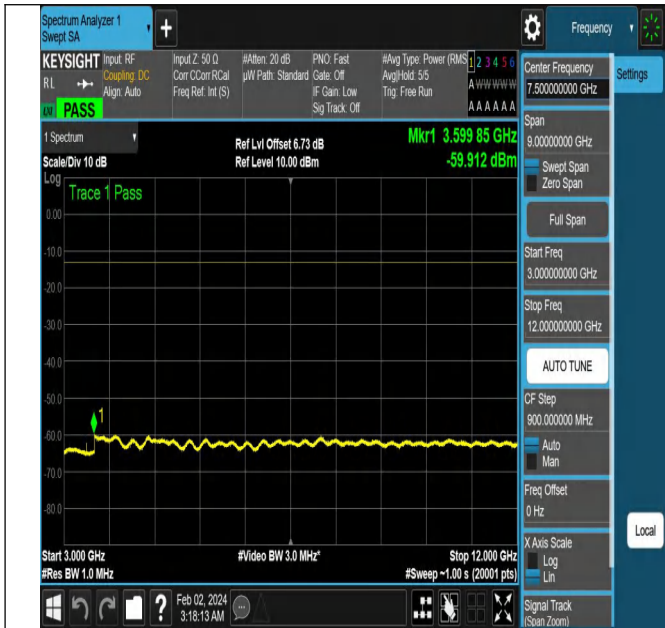 Spectrum Analyzer 1
Swept SA
Frequency
KEYSIGHT
RL
PASS
Input: RF
Coupling: DC
Align: Auto
Input Z: 50 Ω
Corr CCorr RCal
Freq Ref: Int (S)
#Atten: 20 dB
µW Path: Standard
PNO: Fast
Gate: Off
IF Gain: Low
Sig Track: Off
#Avg Type: Power (RMS
Avg|Hold: 5/5
Trig: Free Run
1 2 3 4 5 6
A W W W W W
A A A A A A
1 Spectrum
Scale/Div 10 dB
Log
Ref Lvl Offset 6.73 dB
Ref Level 10.00 dBm
Mkr1 3.599 85 GHz
-59.912 dBm
Trace 1 Pass
0.00
-10.0
-20.0
-30.0
-40.0
-50.0
-60.0
-70.0
-80.0
1
Start 3.000 GHz
#Res BW 1.0 MHz
#Video BW 3.0 MHz*
Stop 12.000 GHz
#Sweep ~1.00 s (20001 pts)
Feb 02, 2024
3:18:13 AM
Center Frequency
7.500000000 GHz
Settings
Span
9.00000000 GHz
Swept Span
Zero Span
Full Span
Start Freq
3.000000000 GHz
Stop Freq
12.000000000 GHz
AUTO TUNE
CF Step
900.000000 MHz
Auto
Man
Freq Offset
0 Hz
X Axis Scale
Log
Lin
Local
Signal Track
(Span Zoom)